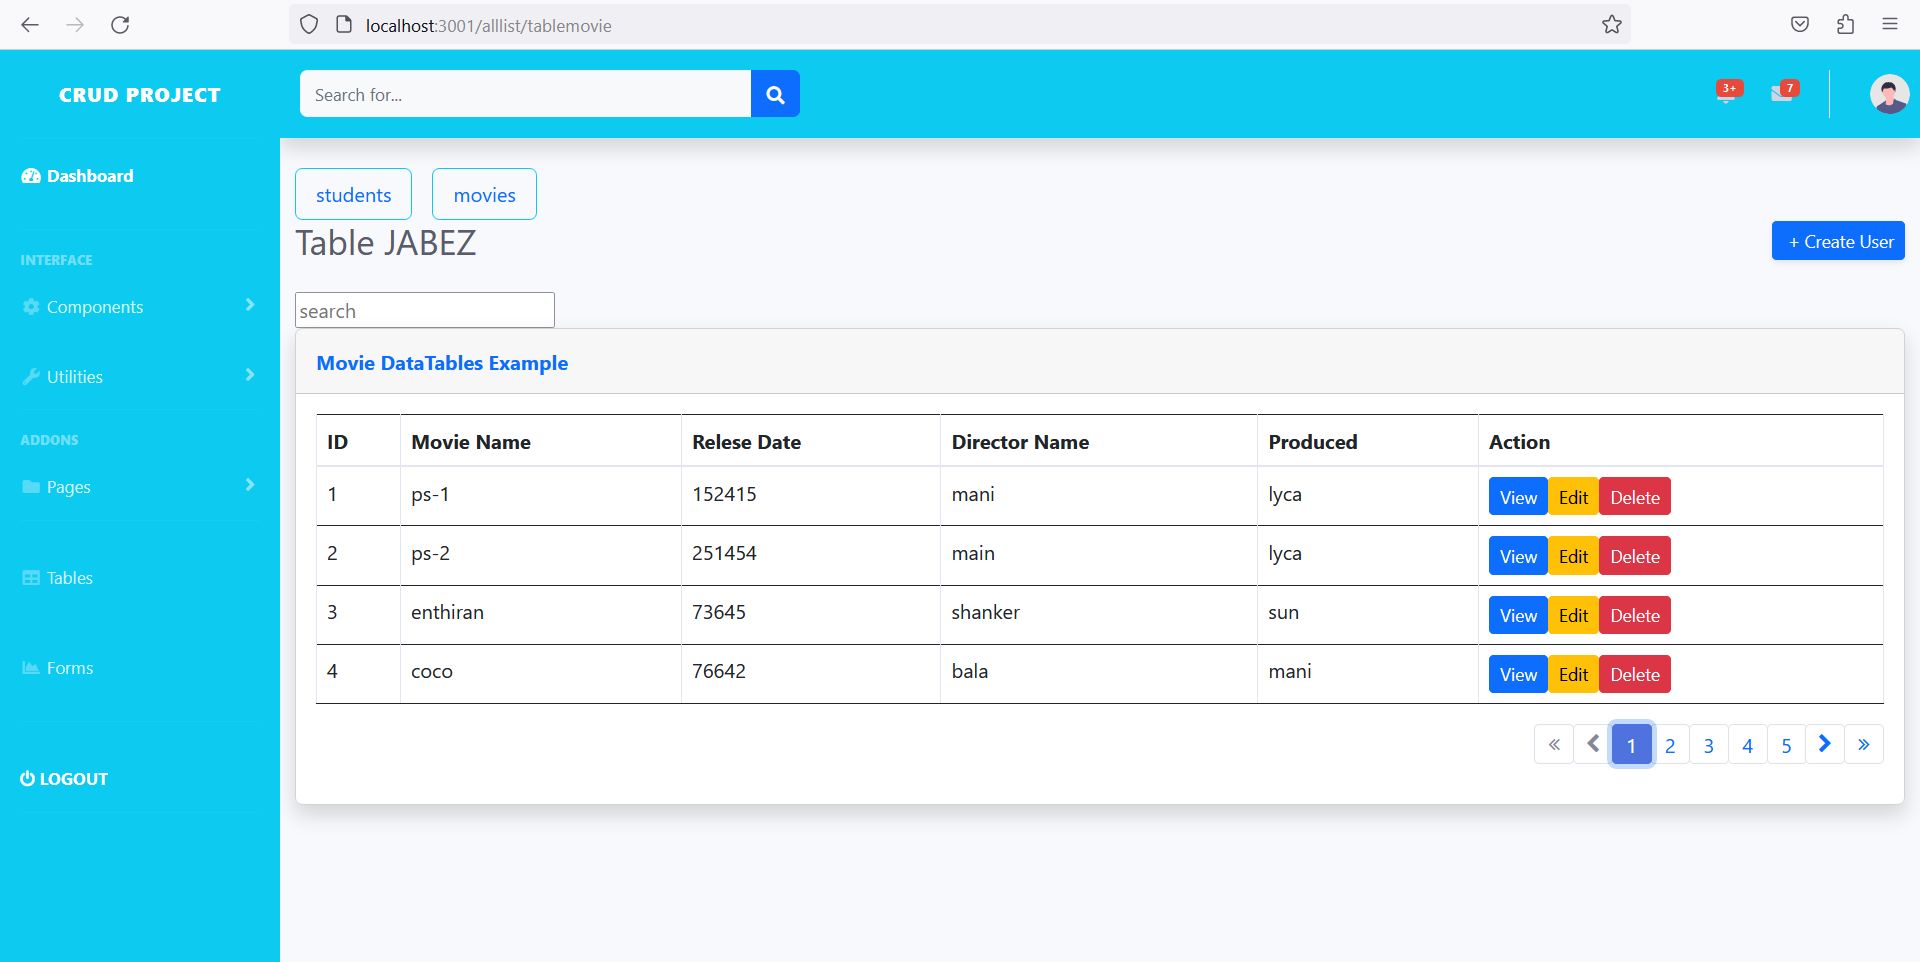 localhost:3001/alllist/tablemovie
CRUD PROJECT
Search for...
3+
7
Dashboard
INTERFACE
Components
Utilities
ADDONS
Pages
Tables
Forms
LOGOUT
students movies
Table JABEZ
+ Create User
search
Movie DataTables Example
ID Movie Name Relese Date Director Name Produced Action
1 ps-1 152415 mani lyca View Edit Delete
2 ps-2 251454 main lyca View Edit Delete
3 enthiran 73645 shanker sun View Edit Delete
4 coco 76642 bala mani View Edit Delete
« 1 2 3 4 5 »